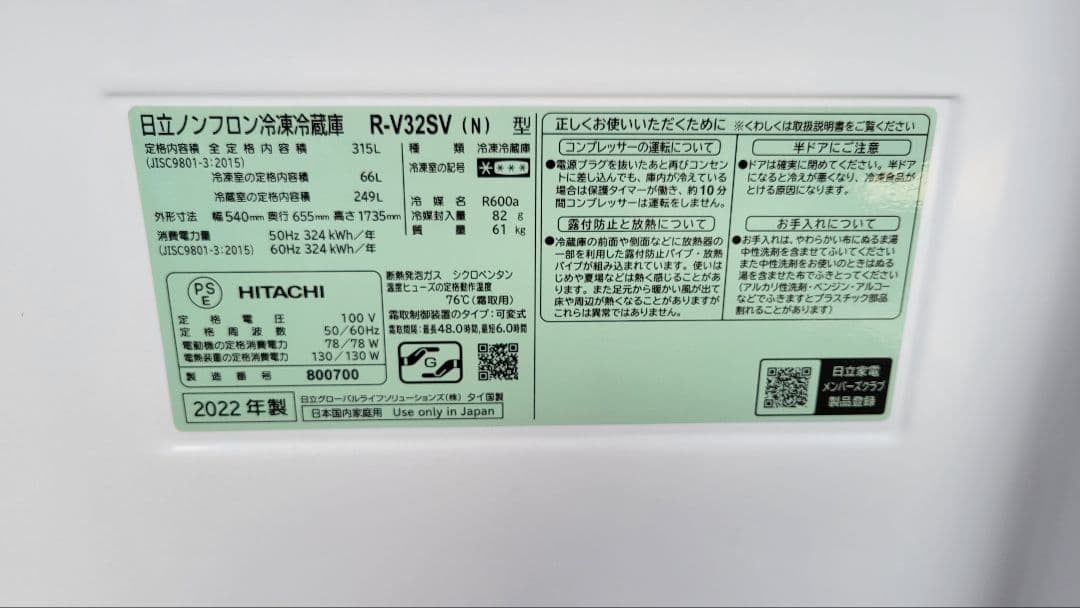 日立ノンフロン冷凍冷蔵庫 R-V32SV (N) 型
定格内容積 全定格内容積 315L
(JISC9801-3:2015)
冷凍室の定格内容積 66L
冷蔵室の定格内容積 249L
外形寸法 幅540mm 奥行655mm 高さ1735mm
消費電力量 50Hz 324 kWh/年
(JISC9801-3:2015) 60Hz 324 kWh/年
種類 冷凍冷蔵庫
冷凍室の記号
冷媒名 R600a
冷媒封入量 82 g
質量 61 kg
PS
E
HITACHI
定格電圧 100 V
定格周波数 50/60Hz
電動機の定格消費電力 78/78 W
電熱装置の定格消費電力 130/130 W
製造番号 800700
断熱発泡ガス シクロペンタン
温度ヒューズの定格動作温度
76℃(霜取用)
霜取制御装置のタイプ:可変式
霜取間隔:最長48.0時間,最短6.0時間
G
2022年製
日立グローバルライフソリューションズ(株) タイ国製
日本国内家庭用 Use only in Japan
正しくお使いいただくために ※くわしくは取扱説明書をご覧ください
コンプレッサーの運転について
●電源プラグを抜いたあと再びコンセン
トに差し込んでも、庫内が冷えている
場合は保護タイマーが働き、約10分
間コンプレッサーは運転をしません。
露付防止と放熱について
●冷蔵庫の前面や側面などに放熱器の
一部を利用した露付防止パイプ・放熱
パイプが組み込まれています。使いは
じめや夏場などは熱く感じることがあ
ります。また足元から暖かい風が出て
床や周辺が熱くなることがありますが
これらは異常ではありません。
半ドアにご注意
●ドアは確実に閉めてください。半ドア
になると冷えが悪くなり、冷凍食品が
とける原因になります。
お手入れについて
●お手入れは、やわらかい布にぬるま湯
中性洗剤を含ませてふいてください
また中性洗剤をお使いのときはぬる
湯を含ませた布でふきとってください
(アルカリ性洗剤・ベンジン・アルコー
などでふきますとプラスチック部品
割れることがあります)
日立家電
メンバーズクラブ
製品登録